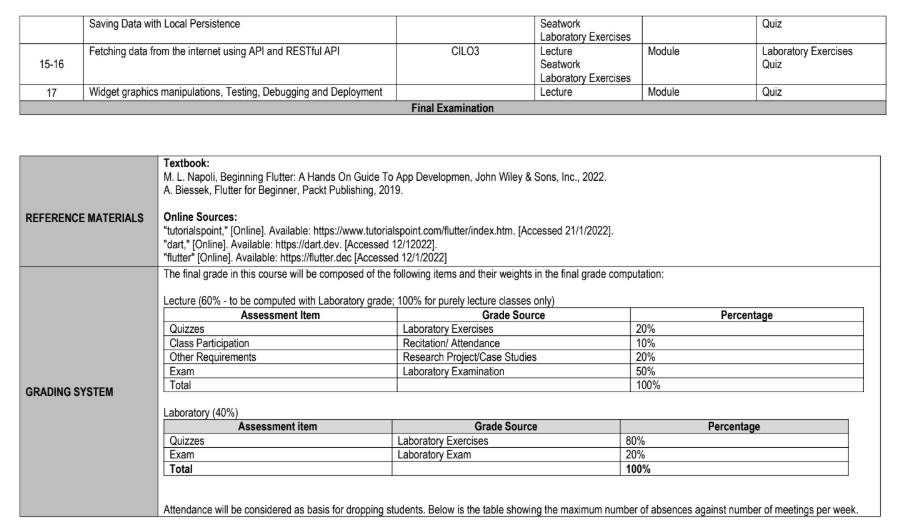 Saving Data with Local Persistence Seatwork Quiz
Laboratory Exercises
15-16 Fetching data from the internet using API and RESTful API CILO3 Lecture Module Laboratory Exercises
Seatwork Quiz
Laboratory Exercises
17 Widget graphics manipulations, Testing, Debugging and Deployment Lecture Module Quiz
Final Examination
REFERENCE MATERIALS
Textbook:
M. L. Napoli, Beginning Flutter: A Hands On Guide To App Developmen, John Wiley & Sons, Inc., 2022.
A. Biessek, Flutter for Beginner, Packt Publishing, 2019.
Online Sources:
"tutorialspoint," [Online]. Available: https://www.tutorialspoint.com/flutter/index.htm. [Accessed 21/1/2022].
"dart," [Online]. Available: https://dart.dev. [Accessed 12/12022].
"flutter" [Online]. Available: https://flutter.dec [Accessed 12/1/2022]
GRADING SYSTEM
The final grade in this course will be composed of the following items and their weights in the final grade computation:
Lecture (60% - to be computed with Laboratory grade; 100% for purely lecture classes only)
Assessment Item Grade Source Percentage
Quizzes Laboratory Exercises 20%
Class Participation Recitation/ Attendance 10%
Other Requirements Research Project/Case Studies 20%
Exam Laboratory Examination 50%
Total 100%
Laboratory (40%)
Assessment item Grade Source Percentage
Quizzes Laboratory Exercises 80%
Exam Laboratory Exam 20%
Total 100%
Attendance will be considered as basis for dropping students. Below is the table showing the maximum number of absences against number of meetings per week.